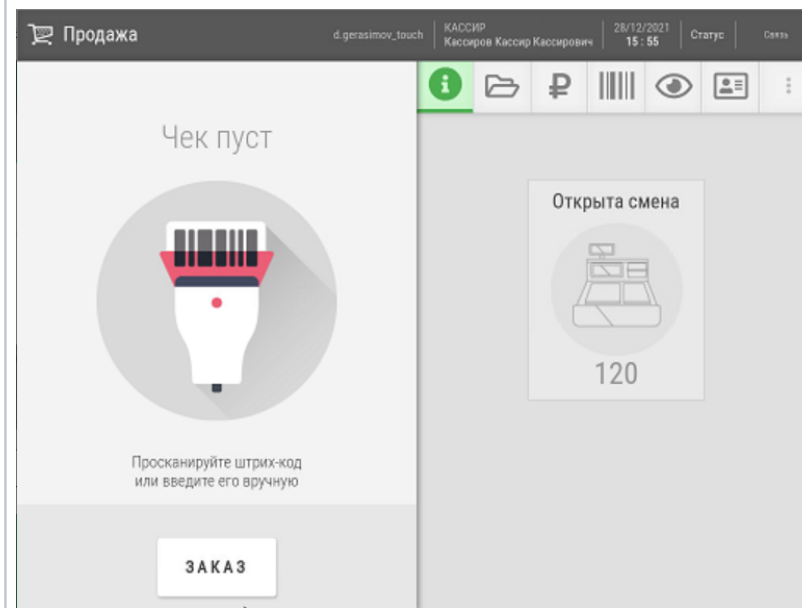 Продажа
d.gerasimov_touch
КАССИР
Кассиров Кассир Кассирович
28/12/2021
15 : 55
Статус
Связь
Чек пуст
Просканируйте штрих-код
или введите его вручную
ЗАКАЗ
Открыта смена
120